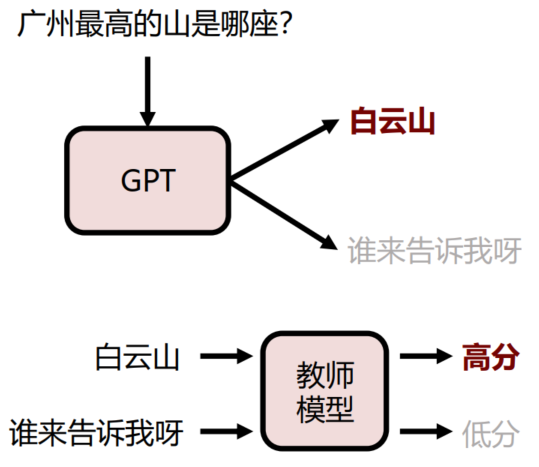 广州最高的山是哪座?
GPT
白云山
谁来告诉我呀
白云山
教师
模型
高分
谁来告诉我呀
低分